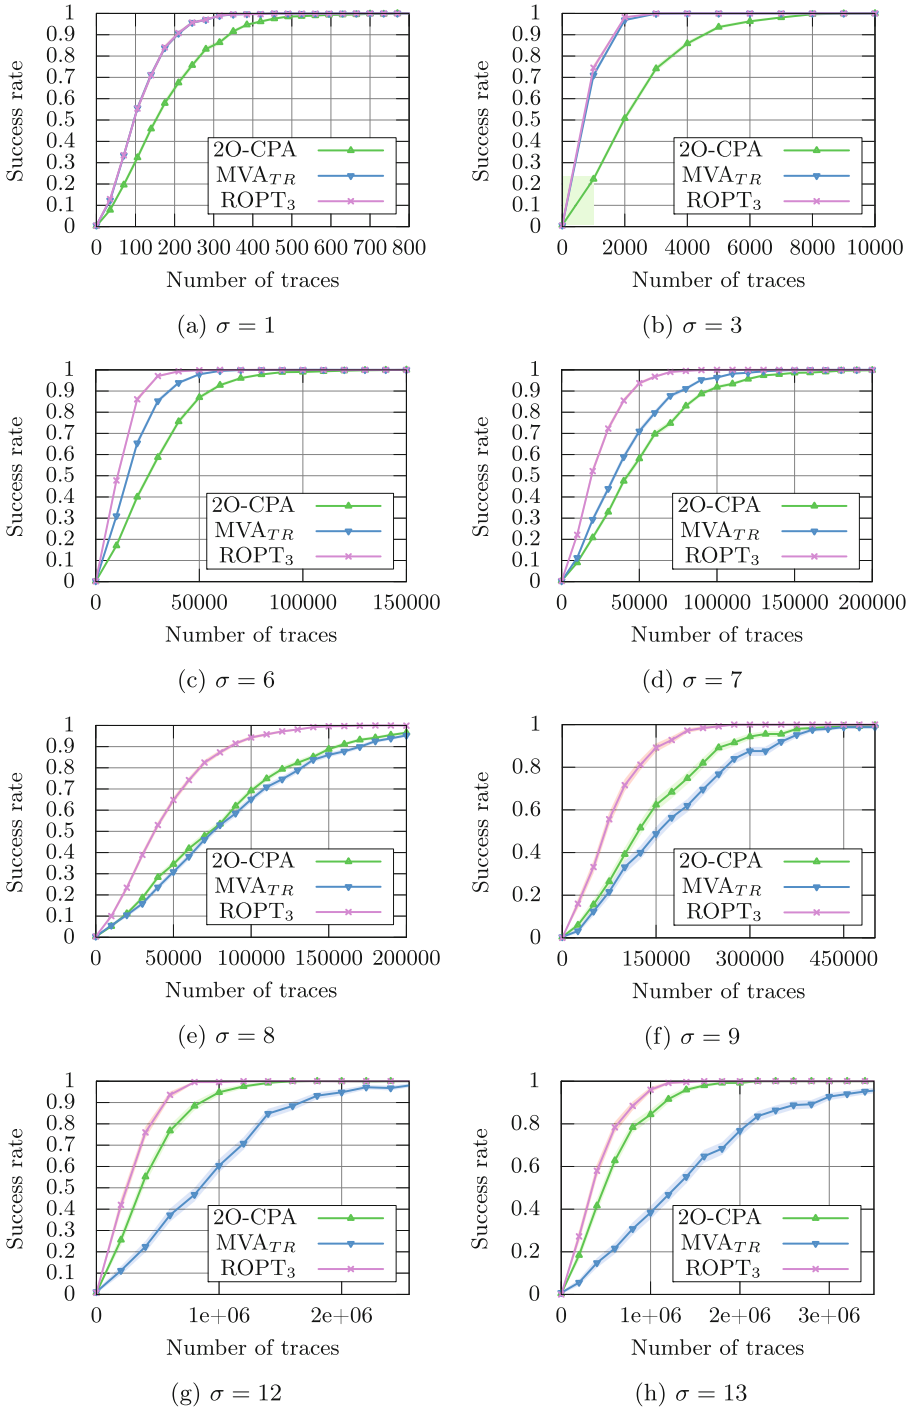 1
0.9
0.8
0.7
0.6
0.5
0.4
0.3
0.2
0.1
0
Success rate
2O-CPA
MVA_TR
ROPT_3
0 100 200 300 400 500 600 700 800
Number of traces
(a) σ = 1
1
0.9
0.8
0.7
0.6
0.5
0.4
0.3
0.2
0.1
0
Success rate
2O-CPA
MVA_TR
ROPT_3
0 2000 4000 6000 8000 10000
Number of traces
(b) σ = 3
1
0.9
0.8
0.7
0.6
0.5
0.4
0.3
0.2
0.1
0
Success rate
2O-CPA
MVA_TR
ROPT_3
0 50000 100000 150000
Number of traces
(c) σ = 6
1
0.9
0.8
0.7
0.6
0.5
0.4
0.3
0.2
0.1
0
Success rate
2O-CPA
MVA_TR
ROPT_3
0 50000 100000 150000 200000
Number of traces
(d) σ = 7
1
0.9
0.8
0.7
0.6
0.5
0.4
0.3
0.2
0.1
0
Success rate
2O-CPA
MVA_TR
ROPT_3
0 50000 100000 150000 200000
Number of traces
(e) σ = 8
1
0.8
0.6
0.4
0.2
0
Success rate
2O-CPA
MVA_TR
ROPT_3
0 150000 300000 450000
Number of traces
(f) σ = 9
1
0.9
0.8
0.7
0.6
0.5
0.4
0.3
0.2
0.1
0
Success rate
2O-CPA
MVA_TR
ROPT_3
0 1e+06 2e+06
Number of traces
(g) σ = 12
1
0.8
0.6
0.4
0.2
0
Success rate
2O-CPA
MVA_TR
ROPT_3
0 1e+06 2e+06 3e+06
Number of traces
(h) σ = 13